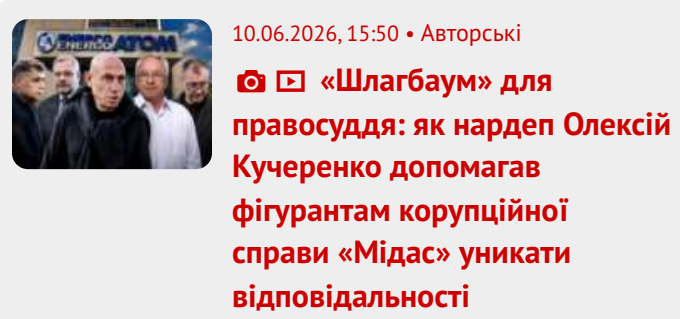 ENERGOATOM
10.06.2026, 15:50 • Авторські
«Шлагбаум» для
правосуддя: як нардеп Олексій
Кучеренко допомагав
фігурантам корупційної
справи «Мідас» уникати
відповідальності